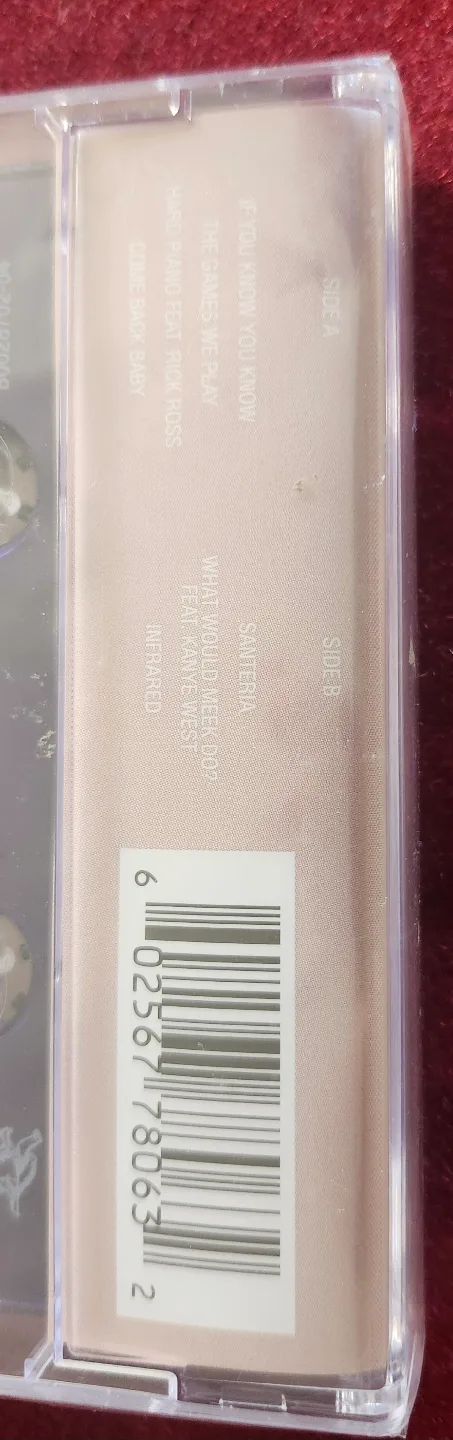 SIDE A
IF YOU KNOW YOU KNOW
THE GAMES WE PLAY
HARD PIANO FEAT. RICK ROSS
COME BACK BABY
SIDE B
SANTERIA
WHAT WOULD MEEK DO?
FEAT. KANYE WEST
INFRARED
6 02567 78063 2